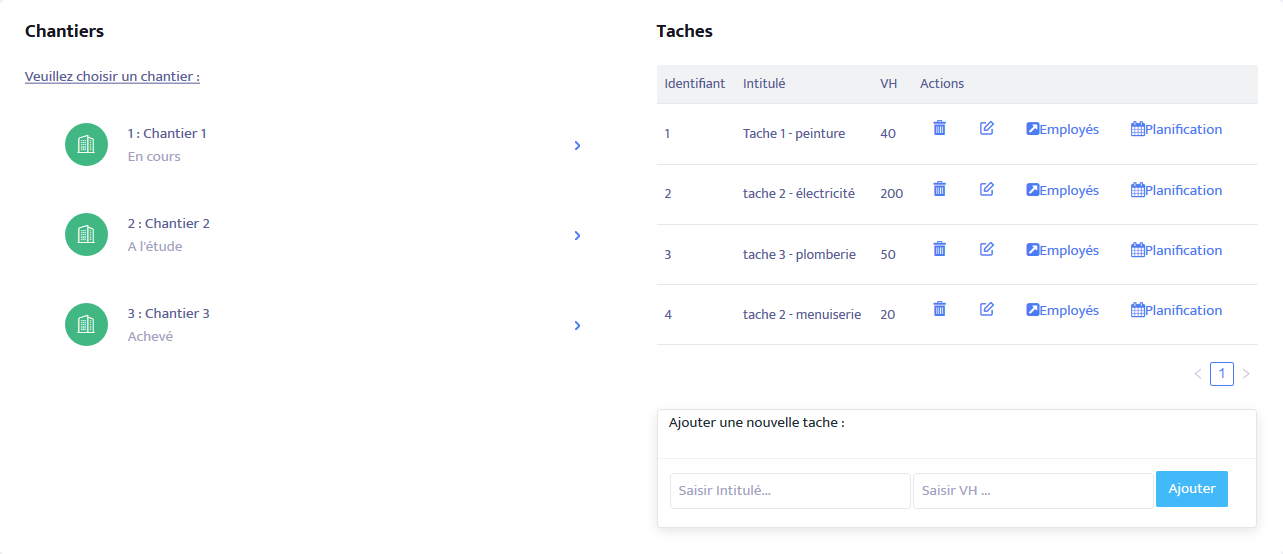 Chantiers
Veuillez choisir un chantier :
1 : Chantier 1
En cours
2 : Chantier 2
A l'étude
3 : Chantier 3
Achevé
Taches
Identifiant Intitulé VH Actions
1 Tache 1 - peinture 40 Employés Planification
2 tache 2 - électricité 200 Employés Planification
3 tache 3 - plomberie 50 Employés Planification
4 tache 2 - menuiserie 20 Employés Planification
< 1 >
Ajouter une nouvelle tache :
Saisir Intitulé... Saisir VH ... Ajouter